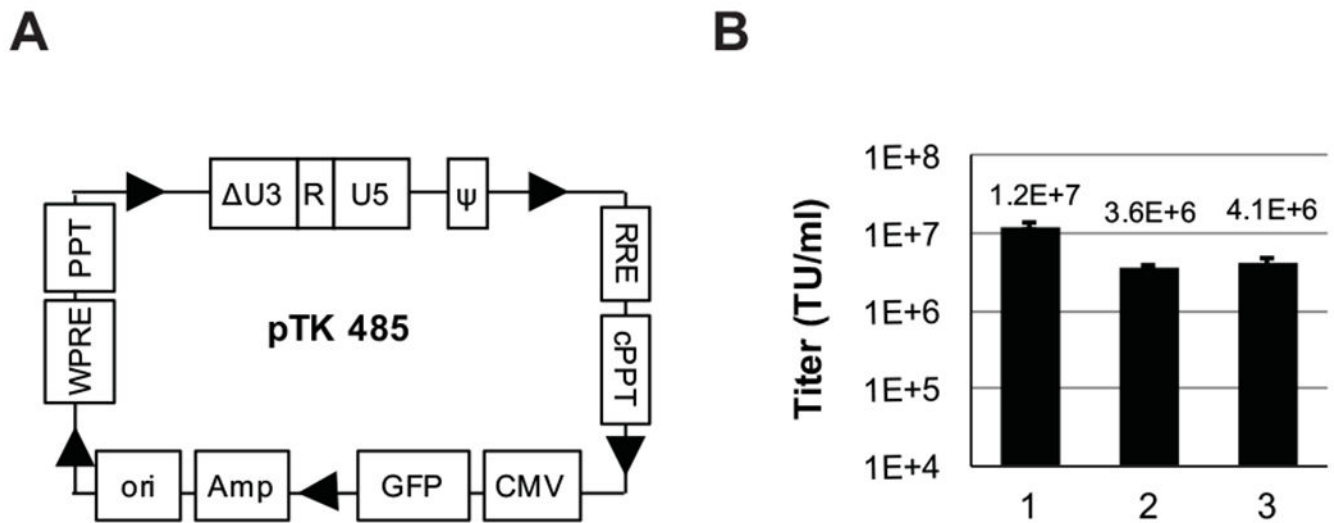 A
ΔU3 R U5 ψ
PPT
RRE
WPRE
pTK 485
cPPT
ori Amp GFP CMV
B
Titer (TU/ml)
1E+8
1E+7
1E+6
1E+5
1E+4
1.2E+7
3.6E+6
4.1E+6
1 2 3